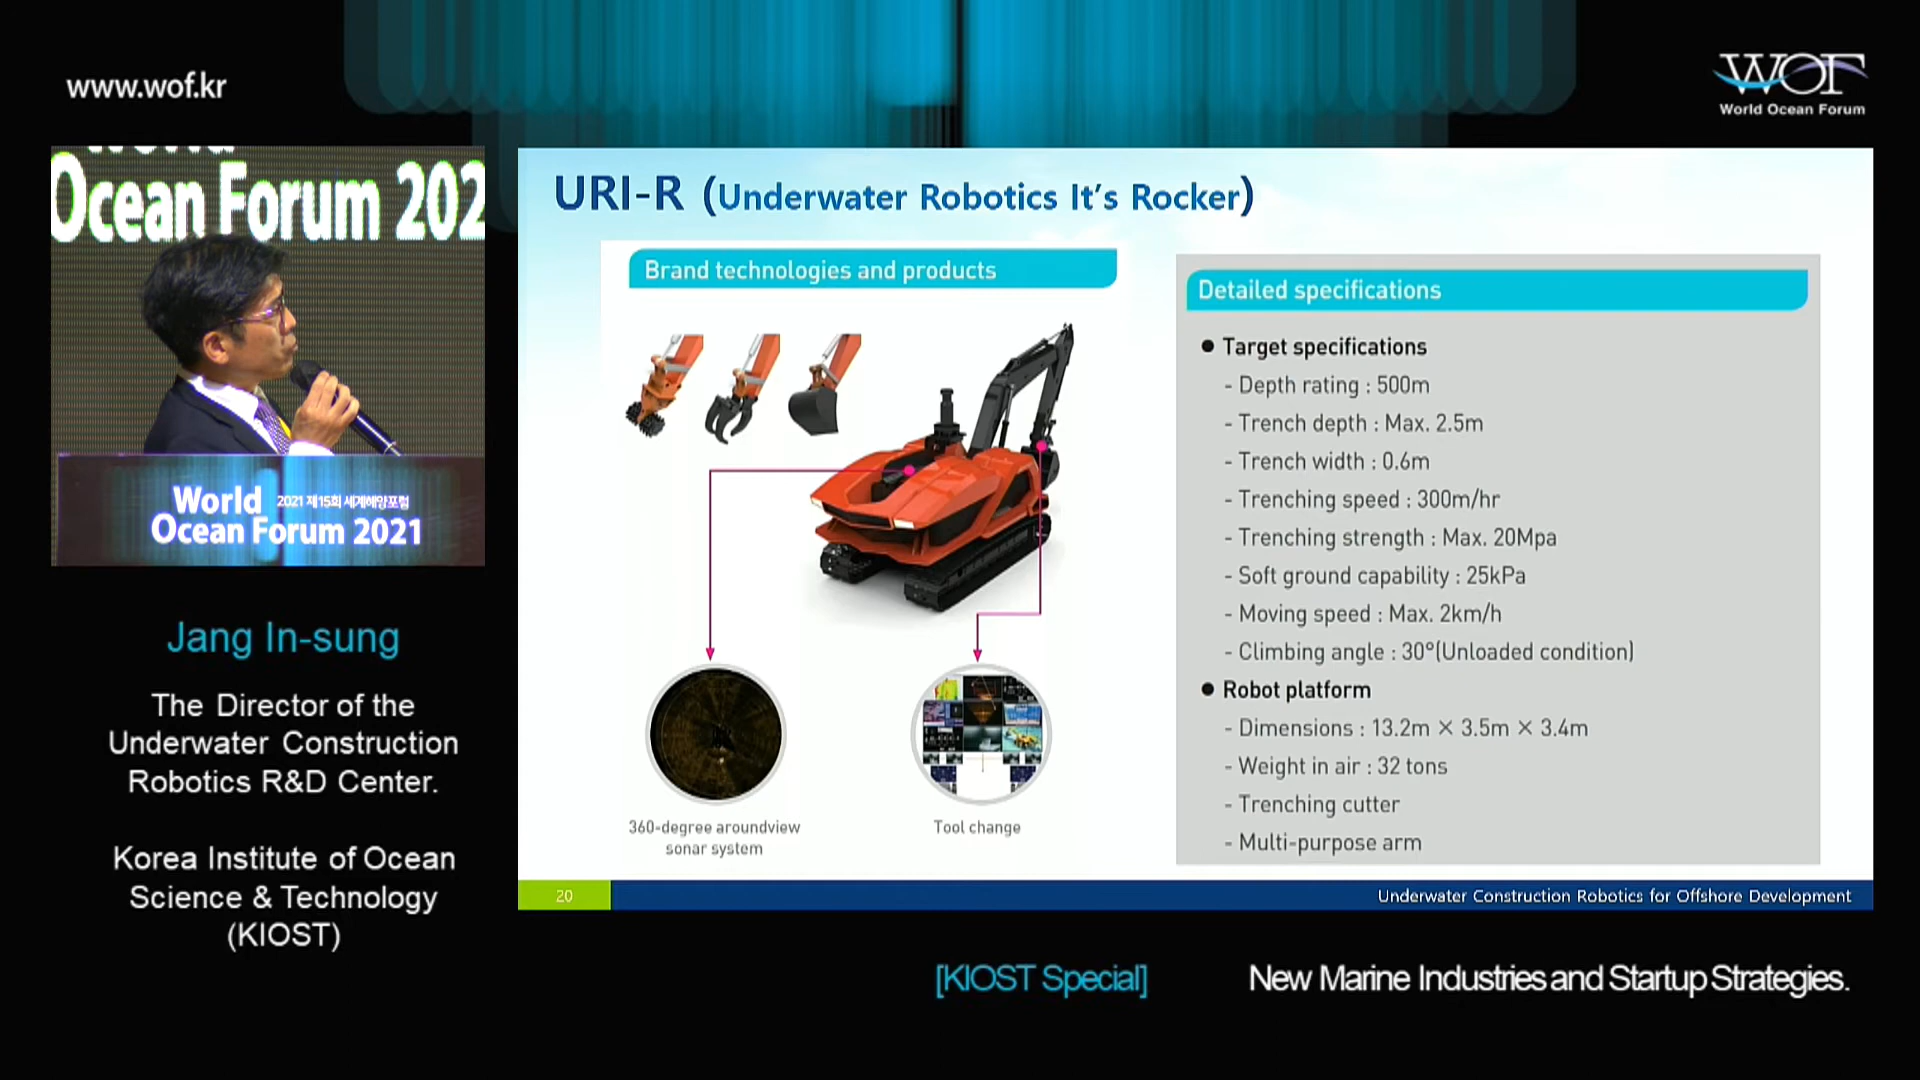 www.wof.kr
WOF
World Ocean Forum
World
Ocean Forum 202
World 2021 제15회 세계해양포럼
Ocean Forum 2021
Jang In-sung
The Director of the
Underwater Construction
Robotics R&D Center.
Korea Institute of Ocean
Science & Technology
(KIOST)
URI-R (Underwater Robotics It's Rocker)
Brand technologies and products
360-degree aroundview
sonar system
Tool change
Detailed specifications
● Target specifications
- Depth rating : 500m
- Trench depth : Max. 2.5m
- Trench width : 0.6m
- Trenching speed : 300m/hr
- Trenching strength : Max. 20Mpa
- Soft ground capability : 25kPa
- Moving speed : Max. 2km/h
- Climbing angle : 30°(Unloaded condition)
● Robot platform
- Dimensions : 13.2m × 3.5m × 3.4m
- Weight in air : 32 tons
- Trenching cutter
- Multi-purpose arm
20
Underwater Construction Robotics for Offshore Development
[KIOST Special] New Marine Industries and Startup Strategies.